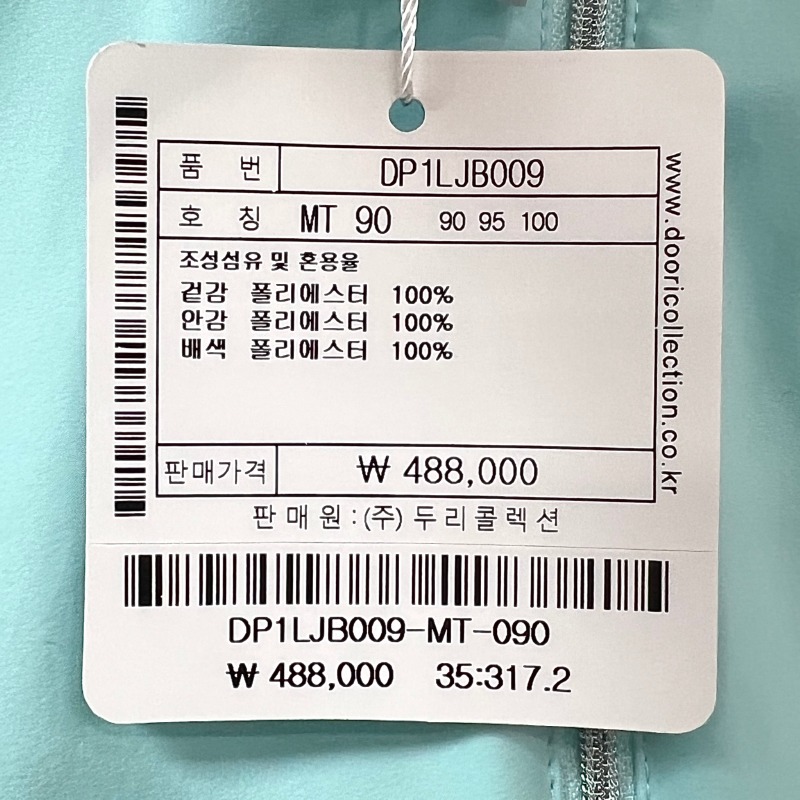 품 번 DP1LJB009
호 칭 MT 90 90 95 100
조성섬유 및 혼용율
겉감 폴리에스터 100%
안감 폴리에스터 100%
배색 폴리에스터 100%
판매가격 ₩ 488,000
판매원:(주)두리콜렉션
www.dooricollection.co.kr
DP1LJB009-MT-090
₩ 488,000 35:317.2